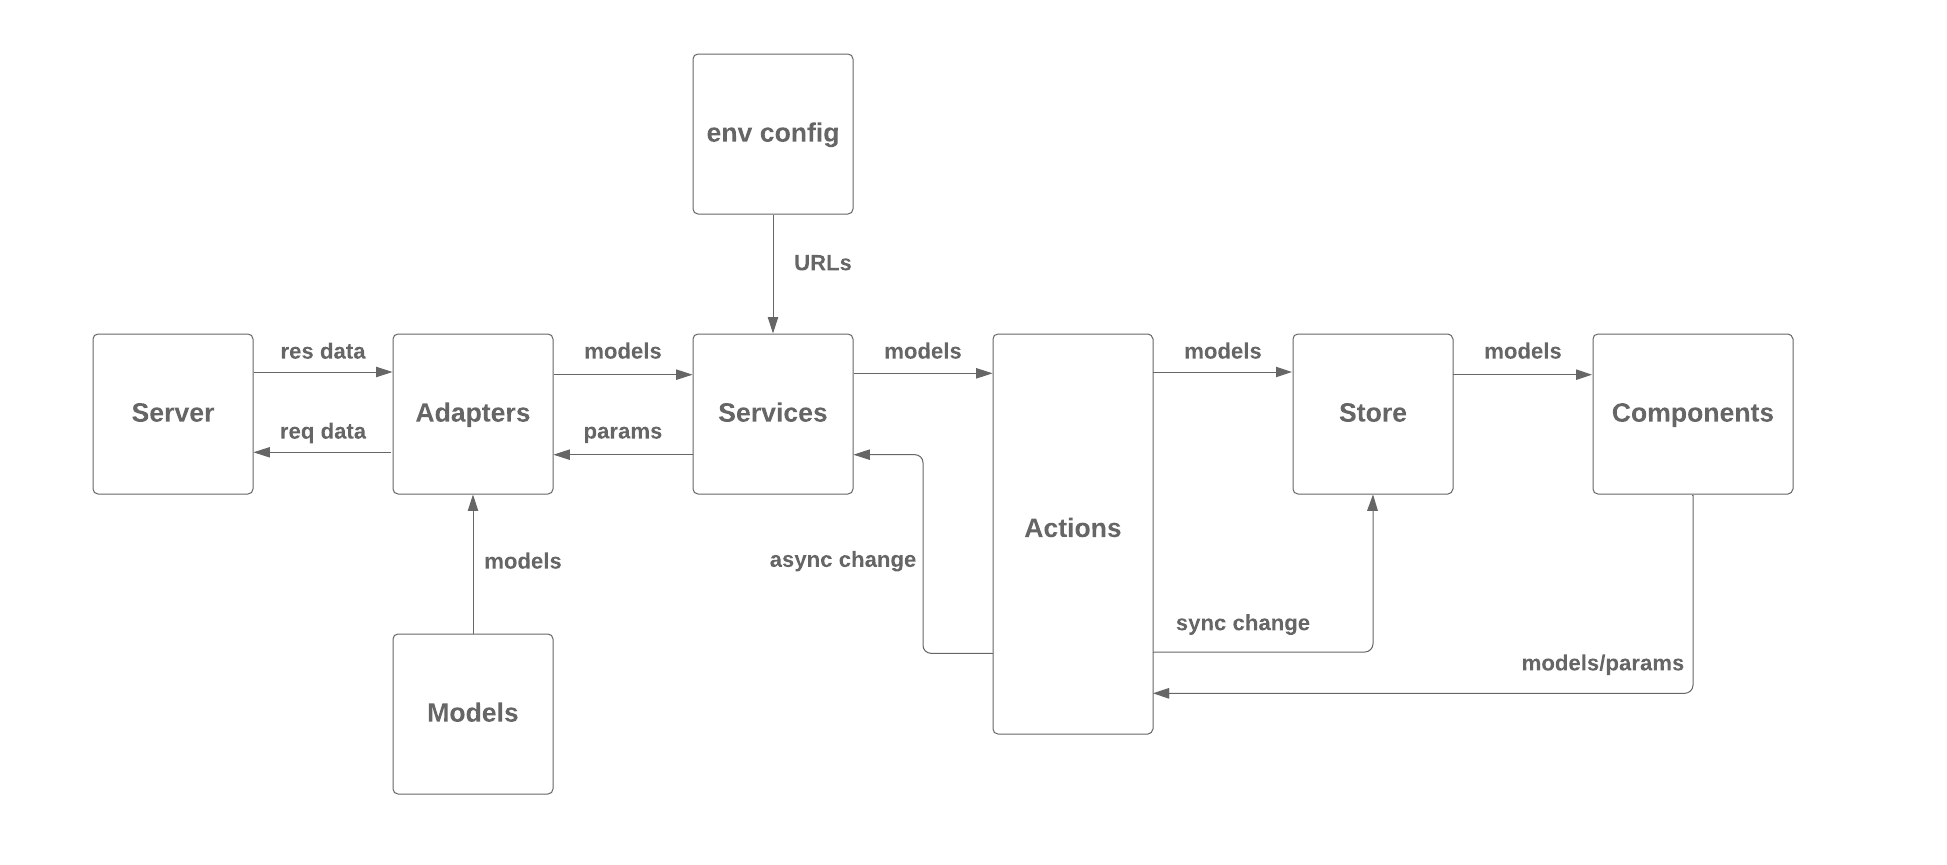 env config
URLs
res data
models
models
models
models
Server
Adapters
Services
Store
Components
req data
params
Actions
async change
models
sync change
models/params
Models